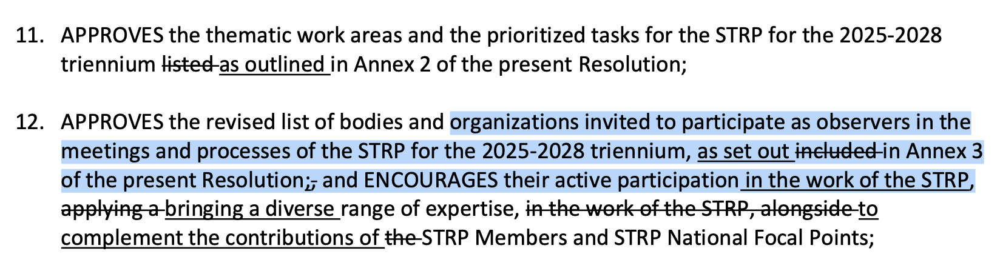 11. APPROVES the thematic work areas and the prioritized tasks for the STRP for the 2025-2028
triennium listed as outlined in Annex 2 of the present Resolution;
12. APPROVES the revised list of bodies and organizations invited to participate as observers in the
meetings and processes of the STRP for the 2025-2028 triennium, as set out included in Annex 3
of the present Resolution;, and ENCOURAGES their active participation in the work of the STRP,
applying a bringing a diverse range of expertise, in the work of the STRP, alongside to
complement the contributions of the STRP Members and STRP National Focal Points;